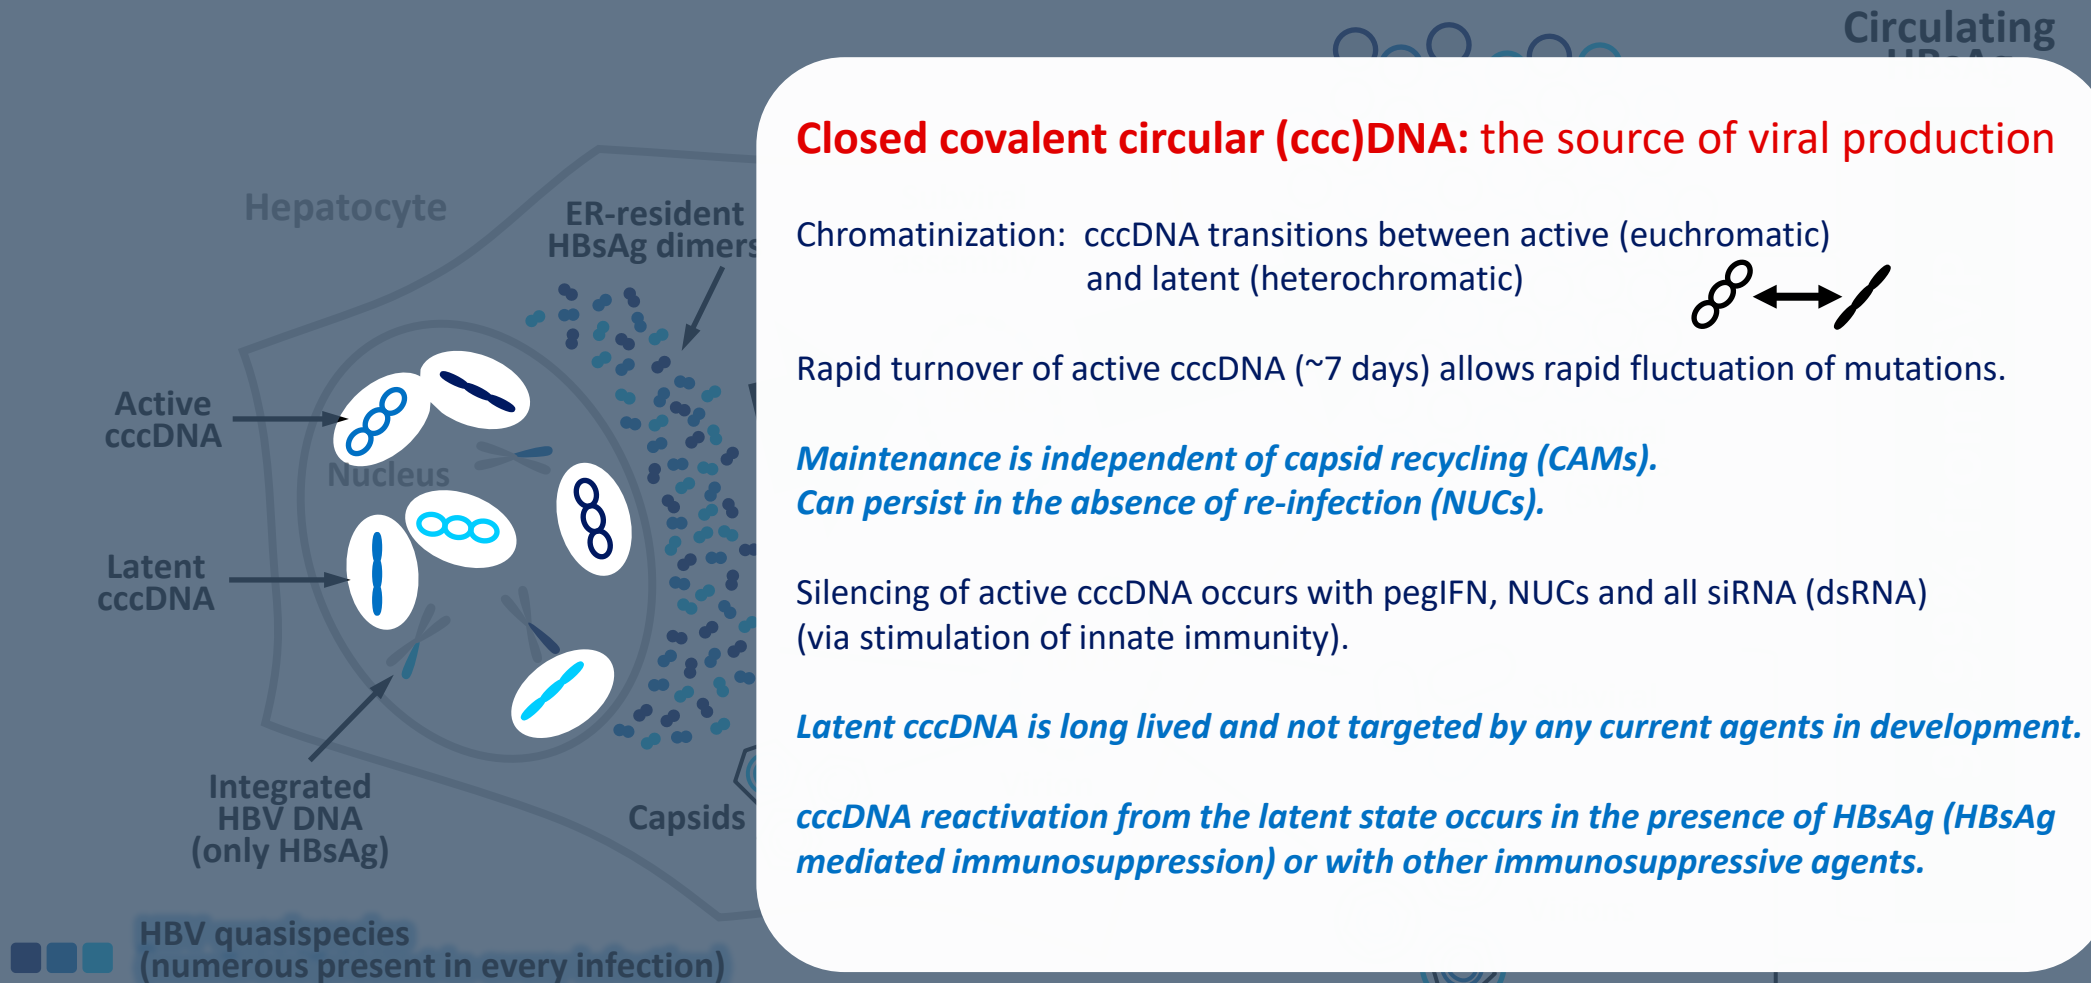 Circulating
HBsAg
Closed covalent circular (ccc)DNA: the source of viral production
Hepatocyte
ER-resident
HBsAg dimers
Chromatinization: cccDNA transitions between active (euchromatic)
and latent (heterochromatic)
Rapid turnover of active cccDNA (~7 days) allows rapid fluctuation of mutations.
Active
cccDNA
Nucleus
Maintenance is independent of capsid recycling (CAMs).
Can persist in the absence of re-infection (NUCs).
Latent
cccDNA
Silencing of active cccDNA occurs with pegIFN, NUCs and all siRNA (dsRNA)
(via stimulation of innate immunity).
Latent cccDNA is long lived and not targeted by any current agents in development.
Integrated
HBV DNA
(only HBsAg)
Capsids
cccDNA reactivation from the latent state occurs in the presence of HBsAg (HBsAg
mediated immunosuppression) or with other immunosuppressive agents.
HBV quasispecies
(numerous present in every infection)